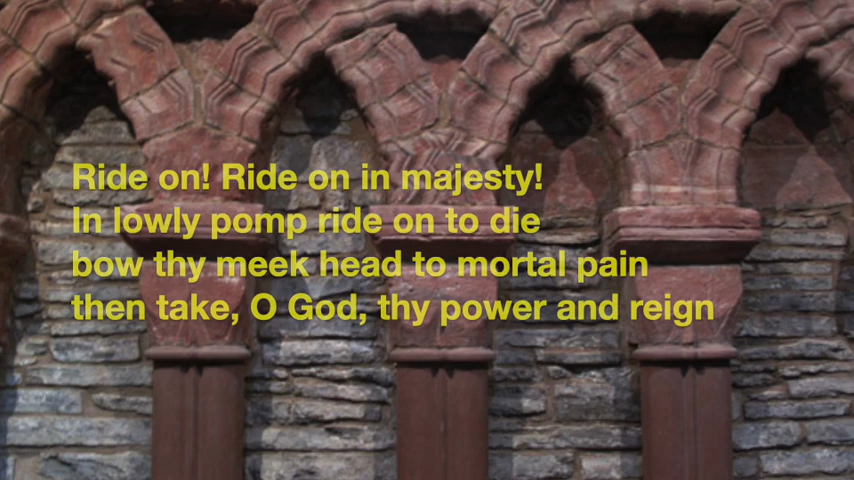 Ride on! Ride on in majesty!
In lowly pomp ride on to die
bow thy meek head to mortal pain
then take, O God, thy power and reign